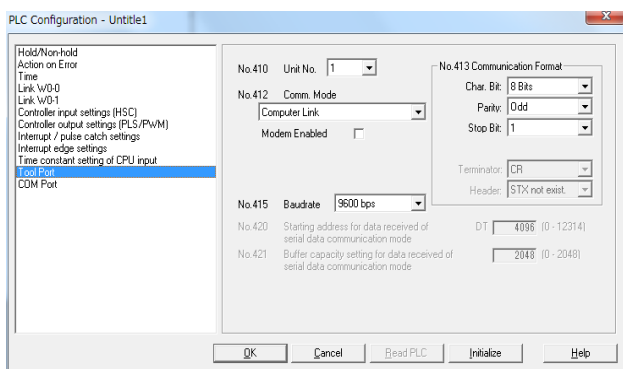 PLC Configuration - Untitle1
Hold/Non-hold
Action on Error
Time
Link W0-0
Link W0-1
Controller input settings (HSC)
Controller output settings (PLS/PWM)
Interrupt / pulse catch settings
Interrupt edge settings
Time constant setting of CPU input
Tool Port
COM Port
No.410 Unit No. 1
No.412 Comm. Mode
Computer Link
Modem Enabled
No.413 Communication Format
Char. Bit: 8 Bits
Parity: Odd
Stop Bit: 1
Terminator: CR
Header: STX not exist.
No.415 Baudrate 9600 bps
No.420 Starting address for data received of
serial data communication mode
DT 4096 (0 - 12314)
No.421 Buffer capacity setting for data received of
serial data communication mode
2048 (0 - 2048)
OK Cancel Read PLC Initialize Help